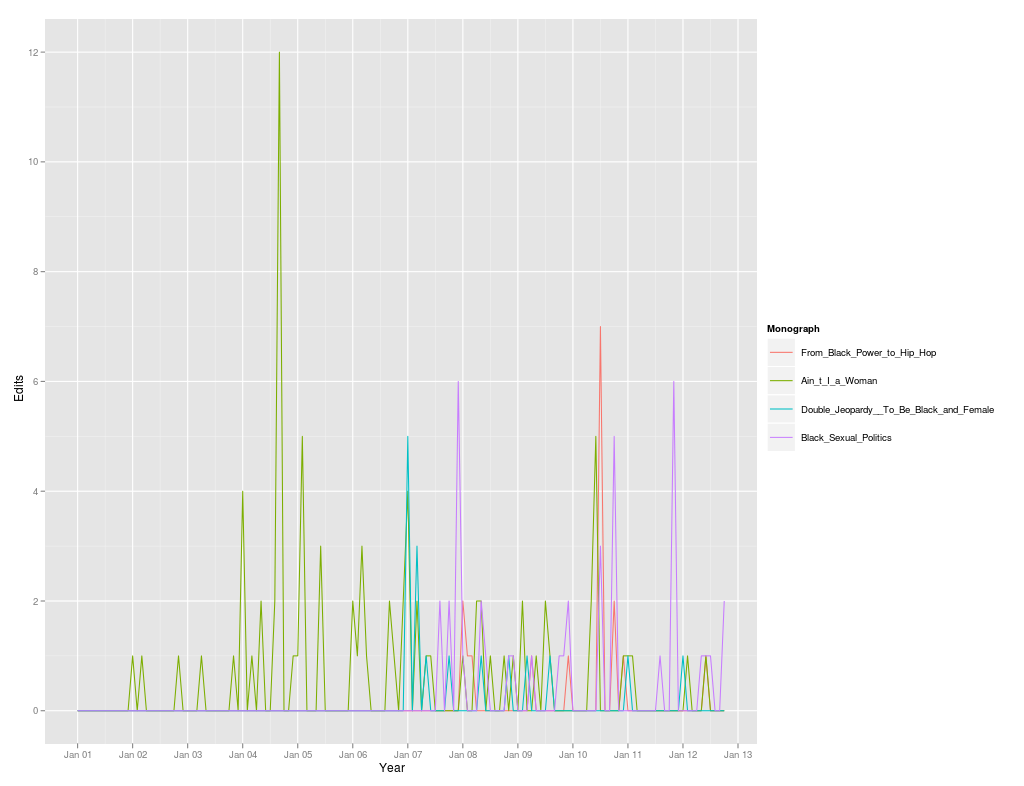 12
10
8
6
4
2
0
Edits
Jan 01 Jan 02 Jan 03 Jan 04 Jan 05 Jan 06 Jan 07 Jan 08 Jan 09 Jan 10 Jan 11 Jan 12 Jan 13
Year
Monograph
From_Black_Power_to_Hip_Hop
Ain_t_I_a_Woman
Double_Jeopardy__To_Be_Black_and_Female
Black_Sexual_Politics